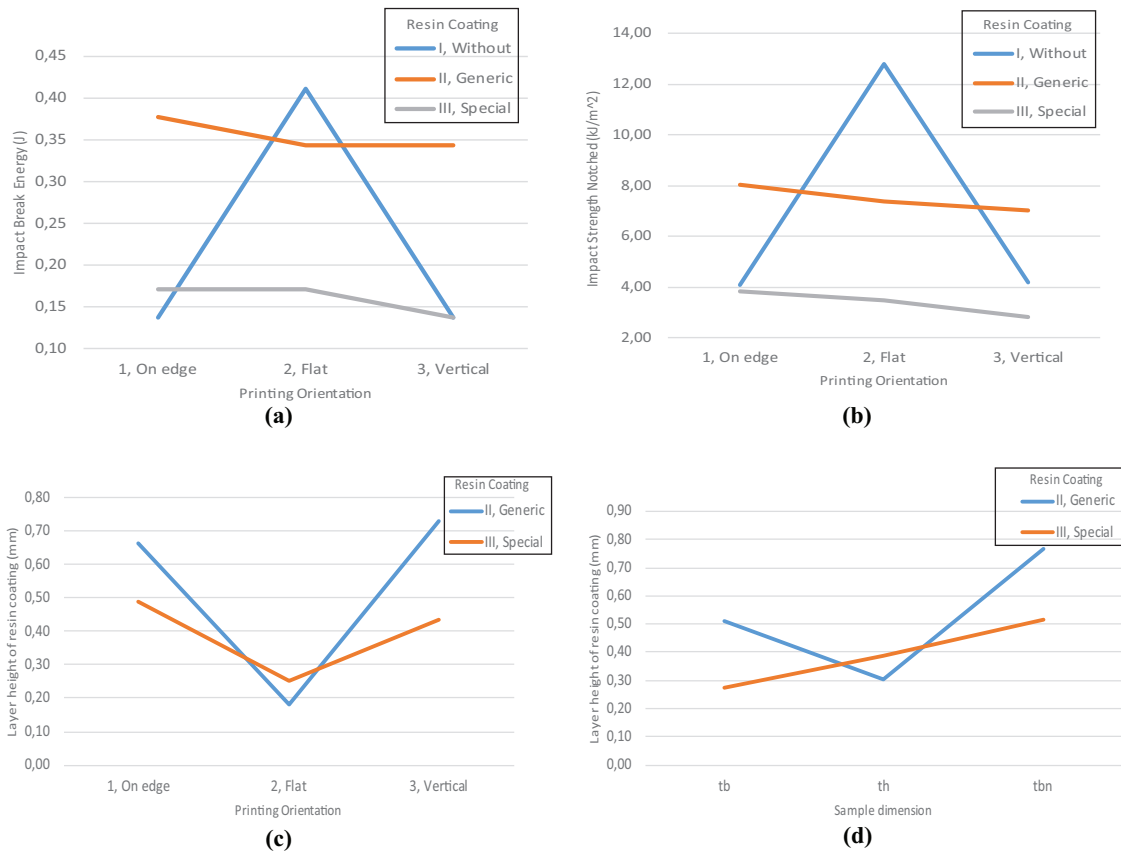 Resin Coating
I, Without
II, Generic
III, Special
0,45
0,40
0,35
0,30
0,25
0,20
0,15
0,10
Impact Break Energy (J)
1, On edge
2, Flat
3, Vertical
Printing Orientation
(a)
Resin Coating
I, Without
II, Generic
III, Special
14,00
12,00
10,00
8,00
6,00
4,00
2,00
Impact Strength Notched (kJ/m^2)
1, On edge
2, Flat
3, Vertical
Printing Orientation
(b)
Resin Coating
II, Generic
III, Special
0,80
0,70
0,60
0,50
0,40
0,30
0,20
0,10
0,00
Layer height of resin coating (mm)
1, On edge
2, Flat
3, Vertical
Printing Orientation
(c)
Resin Coating
II, Generic
III, Special
0,90
0,80
0,70
0,60
0,50
0,40
0,30
0,20
0,10
0,00
Layer height of resin coating (mm)
tb
th
tbn
Sample dimension
(d)